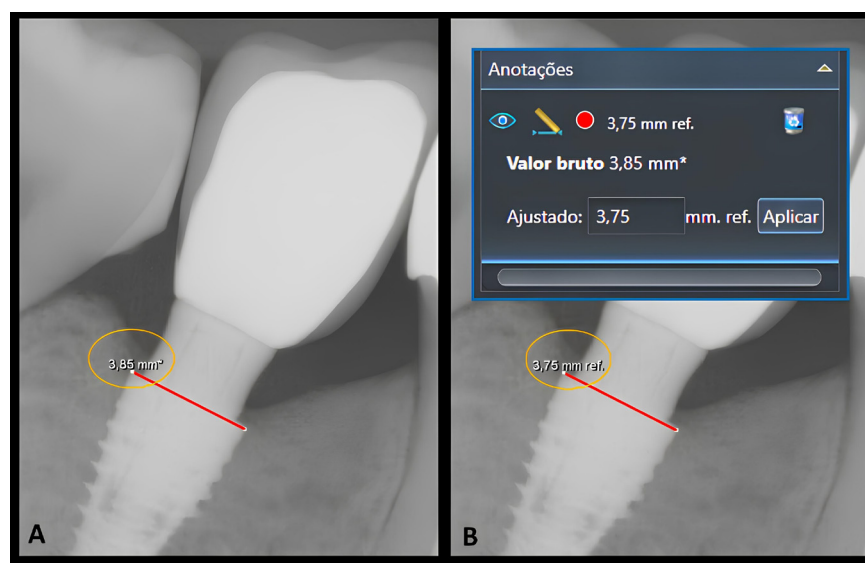 3,85 mm*
A
Anotações
3,75 mm ref.
Valor bruto 3,85 mm*
Ajustado: 3,75 mm. ref. Aplicar
3,75 mm ref.
B